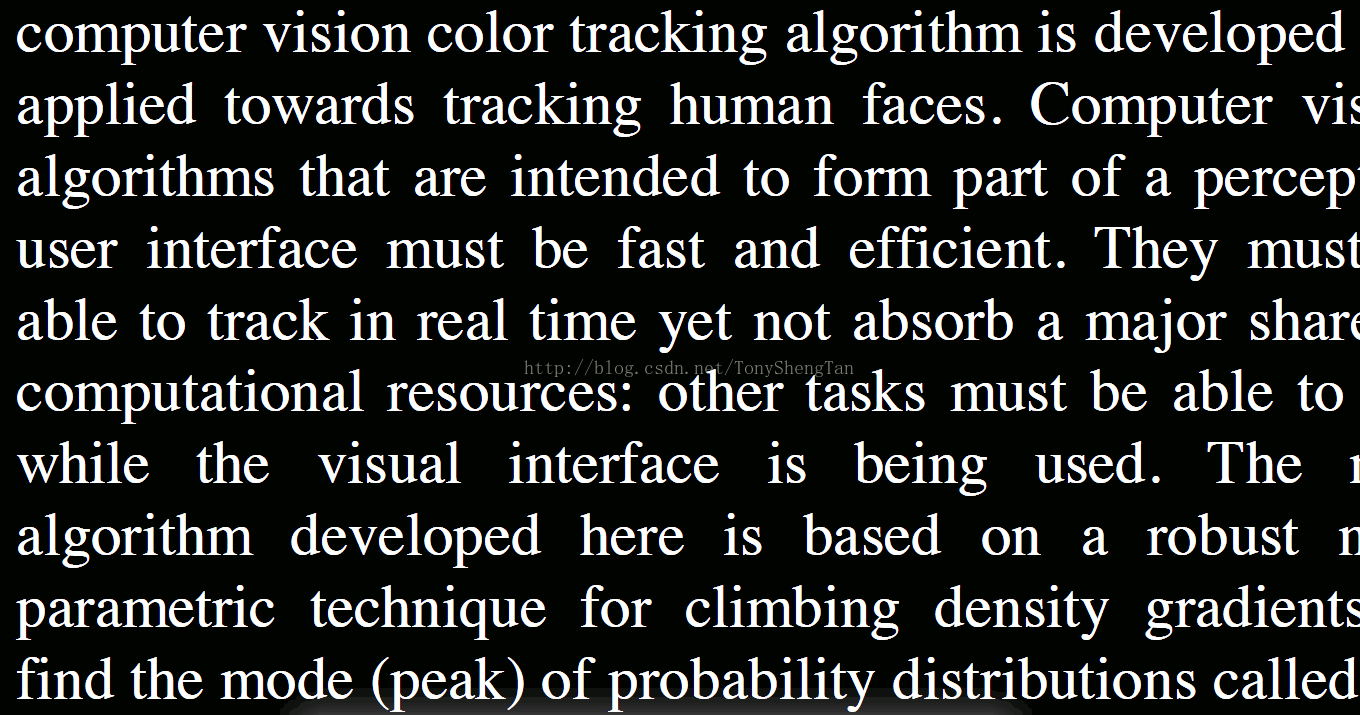 computer vision color tracking algorithm is developed
applied towards tracking human faces. Computer vis
algorithms that are intended to form part of a percept
user interface must be fast and efficient. They must
able to track in real time yet not absorb a major share
http://blog.csdn.net/TonyShengTan
computational resources: other tasks must be able to
while the visual interface is being used. The
algorithm developed here is based on a robust
parametric technique for climbing density gradients
find the mode (peak) of probability distributions called